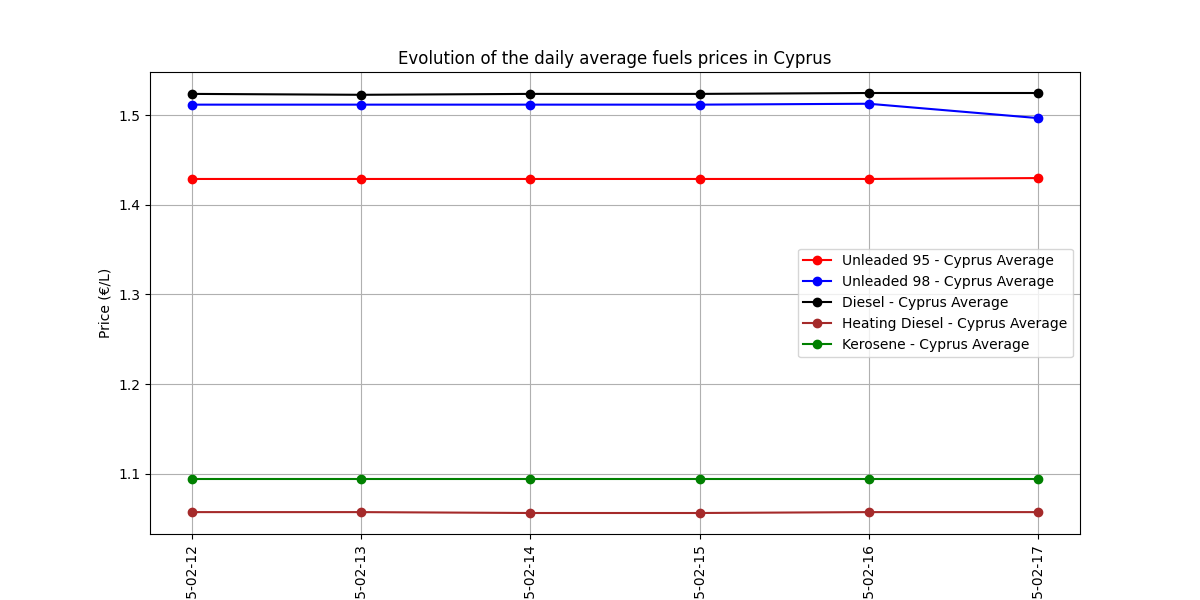 Evolution of the daily average fuels prices in Cyprus
Price (€/L)
1.5
1.4
1.3
1.2
1.1
Unleaded 95 - Cyprus Average
Unleaded 98 - Cyprus Average
Diesel - Cyprus Average
Heating Diesel - Cyprus Average
Kerosene - Cyprus Average
5-02-12
5-02-13
5-02-14
5-02-15
5-02-16
5-02-17